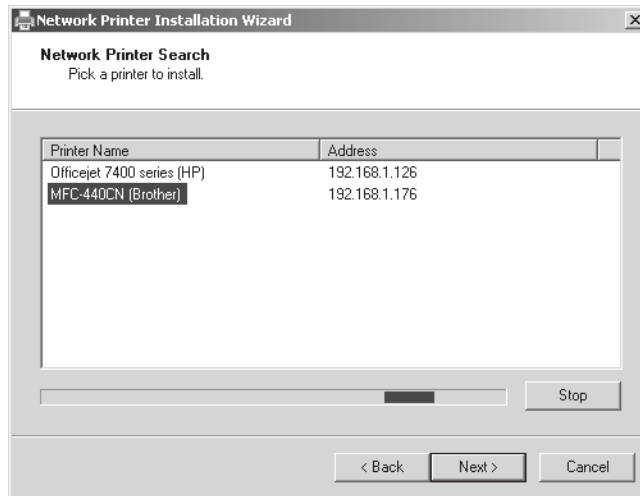 Network Printer Installation Wizard
Network Printer Search
Pick a printer to install.
Printer Name Address
Officejet 7400 series (HP) 192.168.1.126
MFC-440CN (Brother) 192.168.1.176
Stop
< Back Next > Cancel